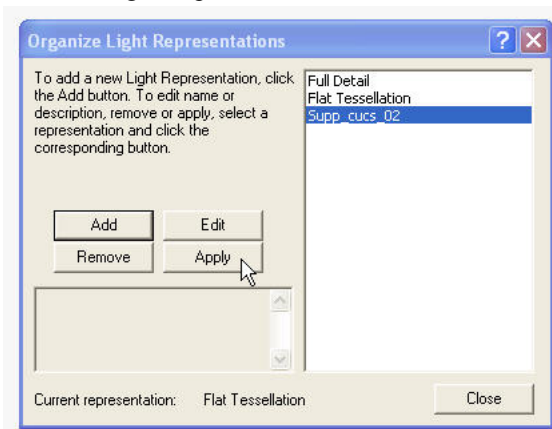 Organize Light Representations
To add a new Light Representation, click
the Add button. To edit name or
description, remove or apply, select a
representation and click the
corresponding button.
Full Detail
Flat Tessellation
Supp_cucs_02
Add Edit
Remove Apply
Current representation: Flat Tessellation
Close